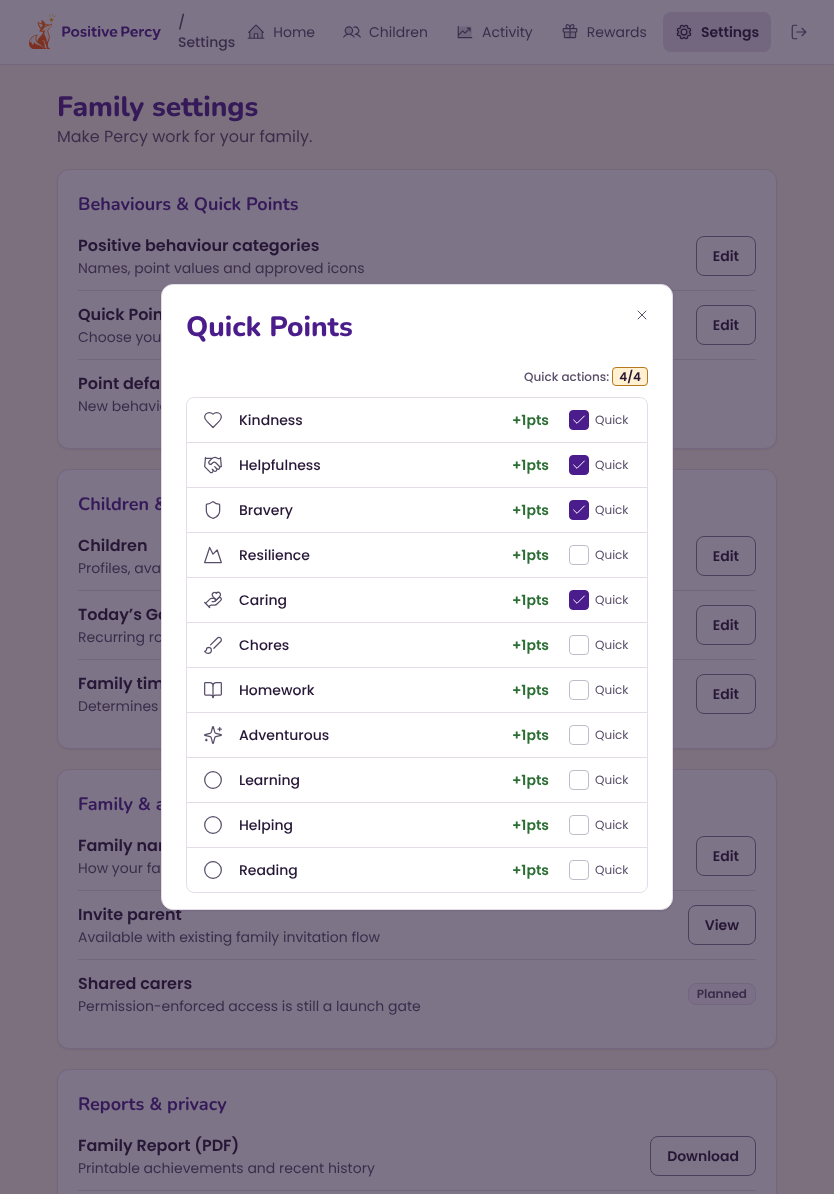 Positive Percy
/
Settings
Home
Children
Activity
Rewards
Settings
Family settings
Make Percy work for your family.
Behaviours & Quick Points
Positive behaviour categories
Names, point values and approved icons
Edit
Quick Poin
Choose you
Edit
Point defa
New behavi
Quick Points
Quick actions: 4/4
Kindness +1pts Quick
Helpfulness +1pts Quick
Bravery +1pts Quick
Resilience +1pts Quick
Caring +1pts Quick
Chores +1pts Quick
Homework +1pts Quick
Adventurous +1pts Quick
Learning +1pts Quick
Helping +1pts Quick
Reading +1pts Quick
Children &
Children
Profiles, ava
Edit
Today's Go
Recurring ro
Edit
Family tim
Determines
Edit
Family & a
Family nam
How your fa
Edit
Invite parent
Available with existing family invitation flow
View
Shared carers
Permission-enforced access is still a launch gate
Planned
Reports & privacy
Family Report (PDF)
Printable achievements and recent history
Download